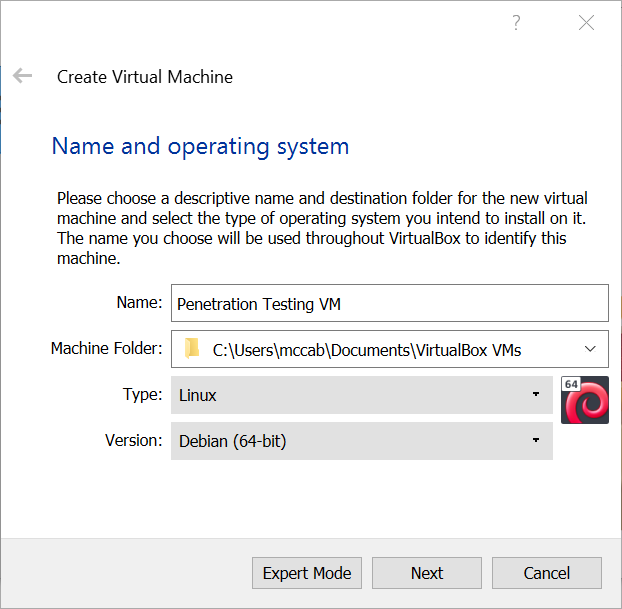 ?
Create Virtual Machine
Name and operating system
Please choose a descriptive name and destination folder for the new virtual
machine and select the type of operating system you intend to install on it.
The name you choose will be used throughout VirtualBox to identify this
machine.
Name: Penetration Testing VM
Machine Folder: C:\Users\mccab\Documents\VirtualBox VMs
Type: Linux
64
Version: Debian (64-bit)
Expert Mode Next Cancel